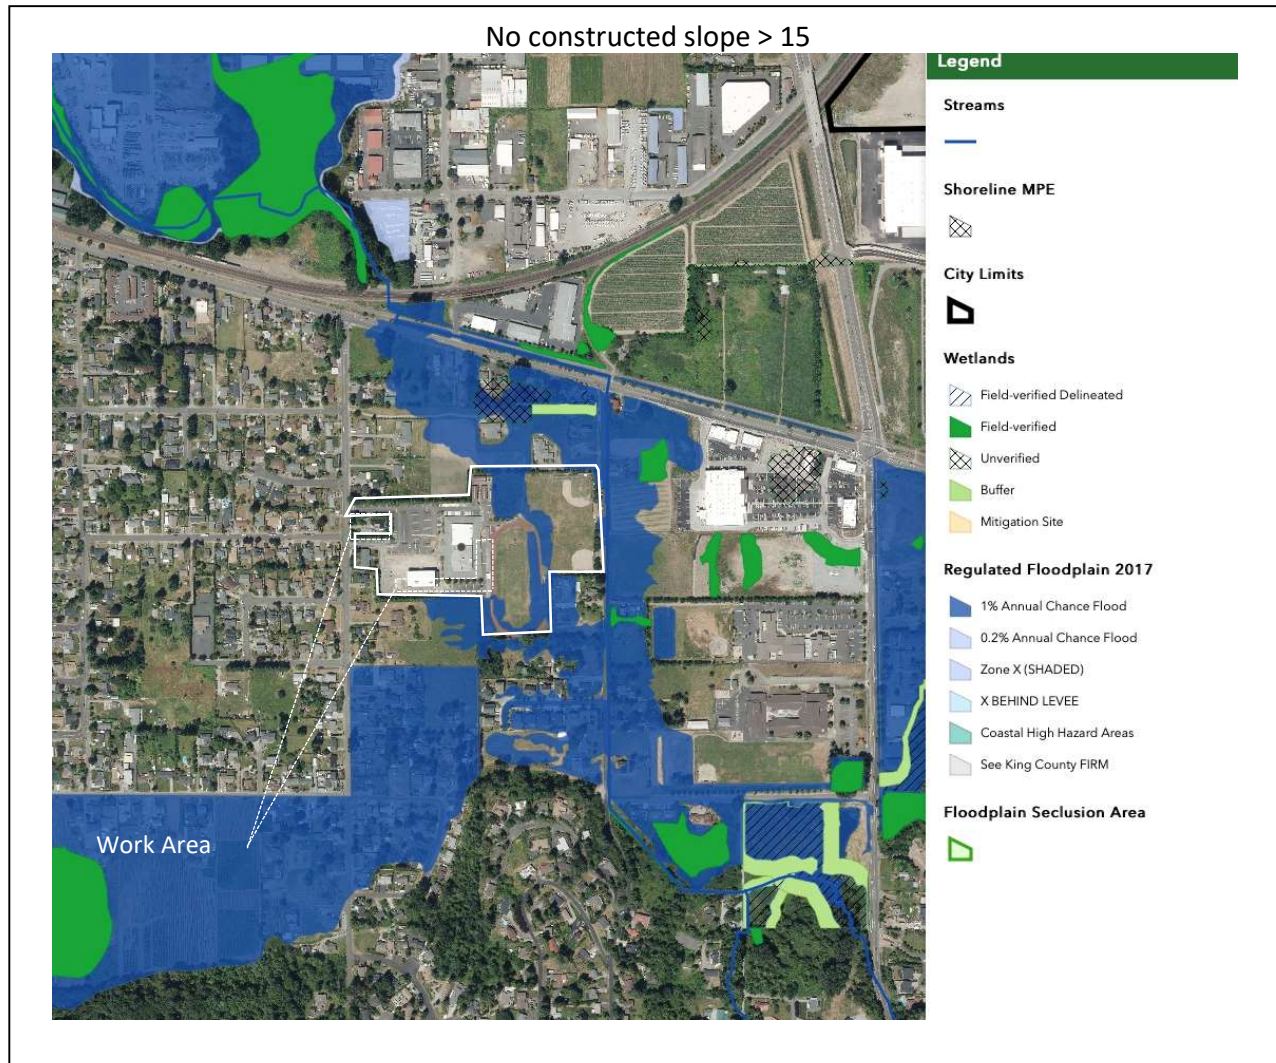 No constructed slope > 15
Legend
Streams
Shoreline MPE
City Limits
Wetlands
Field-verified Delineated
Field-verified
Unverified
Buffer
Mitigation Site
Regulated Floodplain 2017
1% Annual Chance Flood
0.2% Annual Chance Flood
Zone X (SHADED)
X BEHIND LEVEE
Coastal High Hazard Areas
See King County FIRM
Floodplain Seclusion Area
Work Area